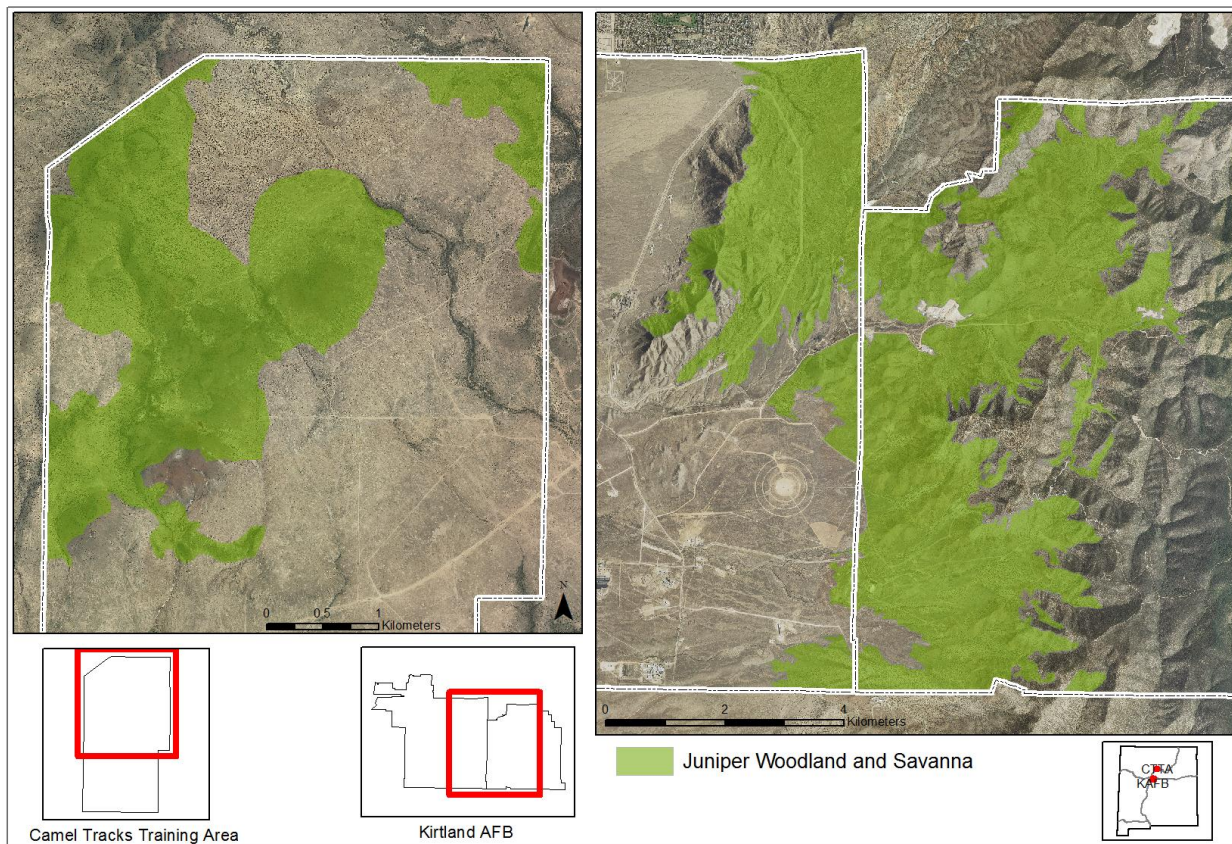 N
0 0.5 1
Kilometers
0 2 4
Kilometers
Juniper Woodland and Savanna
Camel Tracks Training Area
Kirtland AFB
CTTA
KAFB